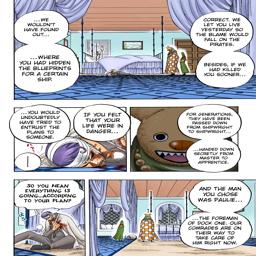 ...WE
WOULDN'T
HAVE FOUND
OUT...
...WHERE
YOU HAD HIDDEN
THE BLUEPRINTS
FOR A CERTAIN
SHIP.
CORRECT. WE
LET YOU LIVE
YESTERDAY SO
THE BLAME WOULD
FALL ON THE
PIRATES.
BESIDES, IF WE
HAD KILLED
YOU SOONER...
...YOU WOULD
UNDOUBTEDLY
HAVE TRIED TO
ENTRUST THE
PLANS TO
SOMEONE.
IF YOU FELT
THAT YOUR
LIFE WERE IN
DANGER...
FOR GENERATIONS,
THEY HAVE BEEN
PASSED DOWN
FROM SHIPWRIGHT
TO SHIPWRIGHT...
...HANDED DOWN
SECRETLY FROM
MASTER TO
APPRENTICE.
DO YOU MEAN
EVERYTHING IS
GOING...ACCORDING
TO YOUR PLAN?
AND THE MAN
YOU CHOSE
WAS PAULIE...
...THE FOREMAN
OF DOCK ONE. OUR
COMRADES ARE ON
THEIR WAY TO
TAKE CARE OF
HIM RIGHT NOW.